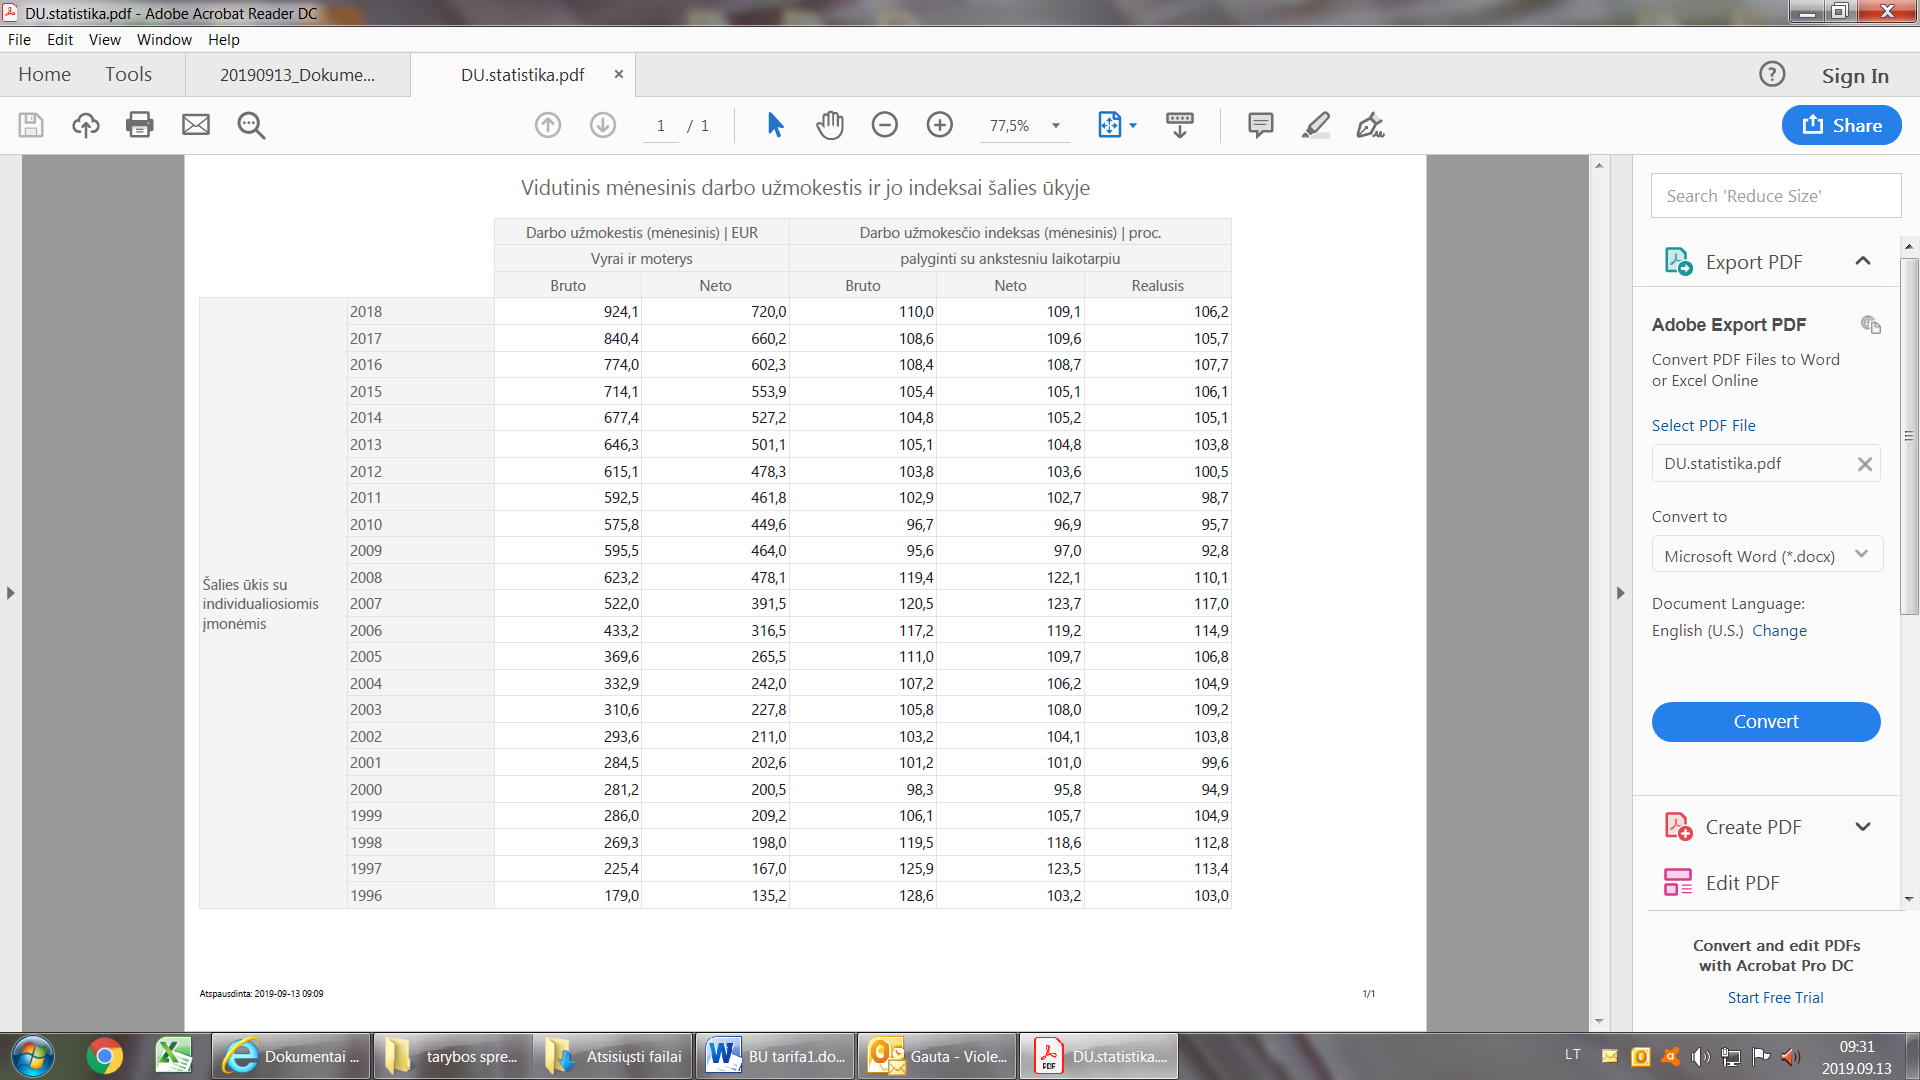 DU.statistika.pdf - Adobe Acrobat Reader DC
File Edit View Window Help
Home Tools 20190913_Dokume... DU.statistika.pdf × ? Sign In
1 / 1 77,5% Share
Vidutinis mėnesinis darbo užmokestis ir jo indeksai šalies ūkyje
Darbo užmokestis (mėnesinis) | EUR Darbo užmokesčio indeksas (mėnesinis) | proc.
Vyrai ir moterys palyginti su ankstesniu laikotarpiu
Bruto Neto Bruto Neto Realusis
Šalies ūkis su
individualiosiomis
įmonėmis
2018 924,1 720,0 110,0 109,1 106,2
2017 840,4 660,2 108,6 109,6 105,7
2016 774,0 602,3 108,4 108,7 107,7
2015 714,1 553,9 105,4 105,1 106,1
2014 677,4 527,2 104,8 105,2 105,1
2013 646,3 501,1 105,1 104,8 103,8
2012 615,1 478,3 103,8 103,6 100,5
2011 592,5 461,8 102,9 102,7 98,7
2010 575,8 449,6 96,7 96,9 95,7
2009 595,5 464,0 95,6 97,0 92,8
2008 623,2 478,1 119,4 122,1 110,1
2007 522,0 391,5 120,5 123,7 117,0
2006 433,2 316,5 117,2 119,2 114,9
2005 369,6 265,5 111,0 109,7 106,8
2004 332,9 242,0 107,2 106,2 104,9
2003 310,6 227,8 105,8 108,0 109,2
2002 293,6 211,0 103,2 104,1 103,8
2001 284,5 202,6 101,2 101,0 99,6
2000 281,2 200,5 98,3 95,8 94,9
1999 286,0 209,2 106,1 105,7 104,9
1998 269,3 198,0 119,5 118,6 112,8
1997 225,4 167,0 125,9 123,5 113,4
1996 179,0 135,2 128,6 103,2 103,0
Atspausdinta: 2019-09-13 09:09 1/1
Search 'Reduce Size'
Export PDF
Adobe Export PDF
Convert PDF Files to Word
or Excel Online
Select PDF File
DU.statistika.pdf
Convert to
Microsoft Word (*.docx)
Document Language:
English (U.S.) Change
Convert
Create PDF
Edit PDF
Convert and edit PDFs
with Acrobat Pro DC
Start Free Trial
Dokumentai ... tarybos spre... Atsisiųsti failai BU tarifa1.do... Gauta - Viole... DU.statistika.... LT 09:31
2019.09.13